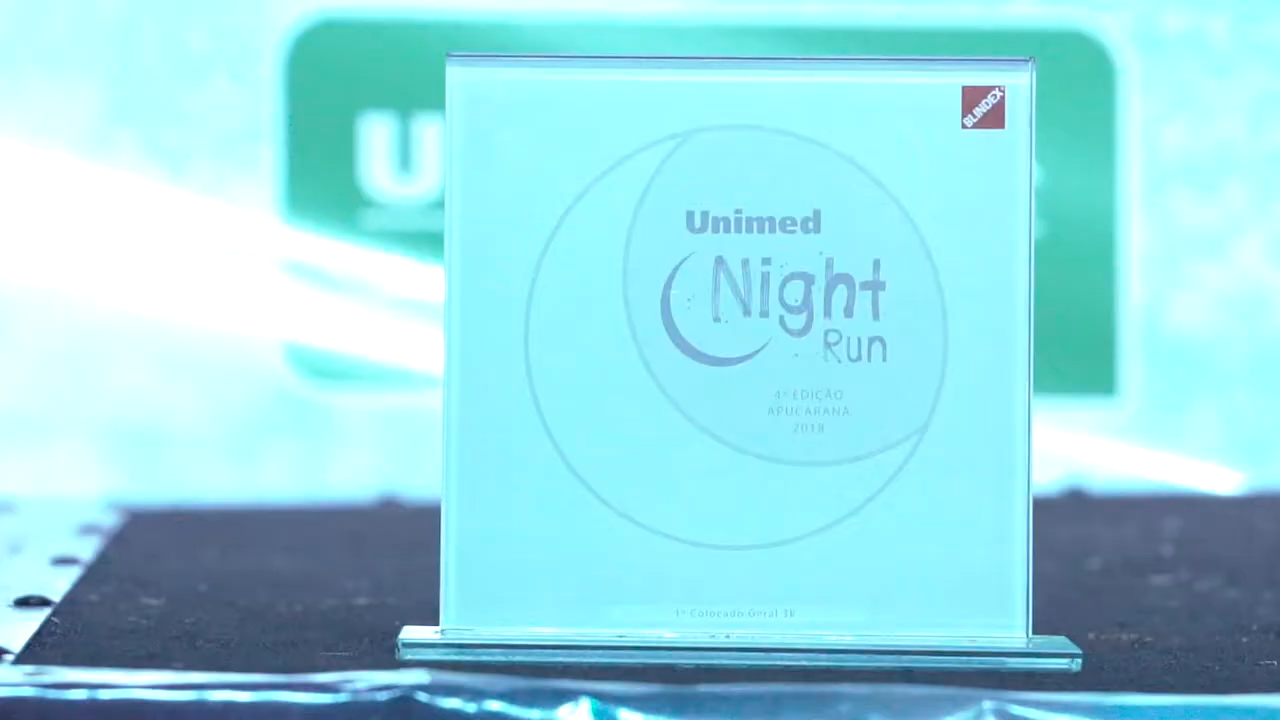 BLINDEX
U
Unimed
Night
Run
4ª EDIÇÃO
APUCARANA
2018
1º Colocado Geral 3k